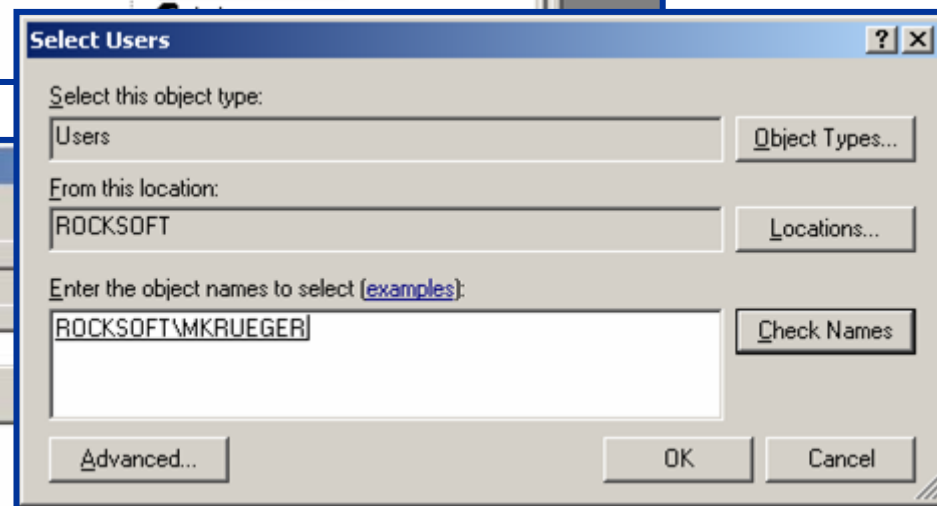 Select Users
Select this object type:
Users
Object Types...
From this location:
ROCKSOFT
Locations...
Enter the object names to select (examples):
ROCKSOFT\MKRUEGER
Check Names
Advanced...
OK
Cancel